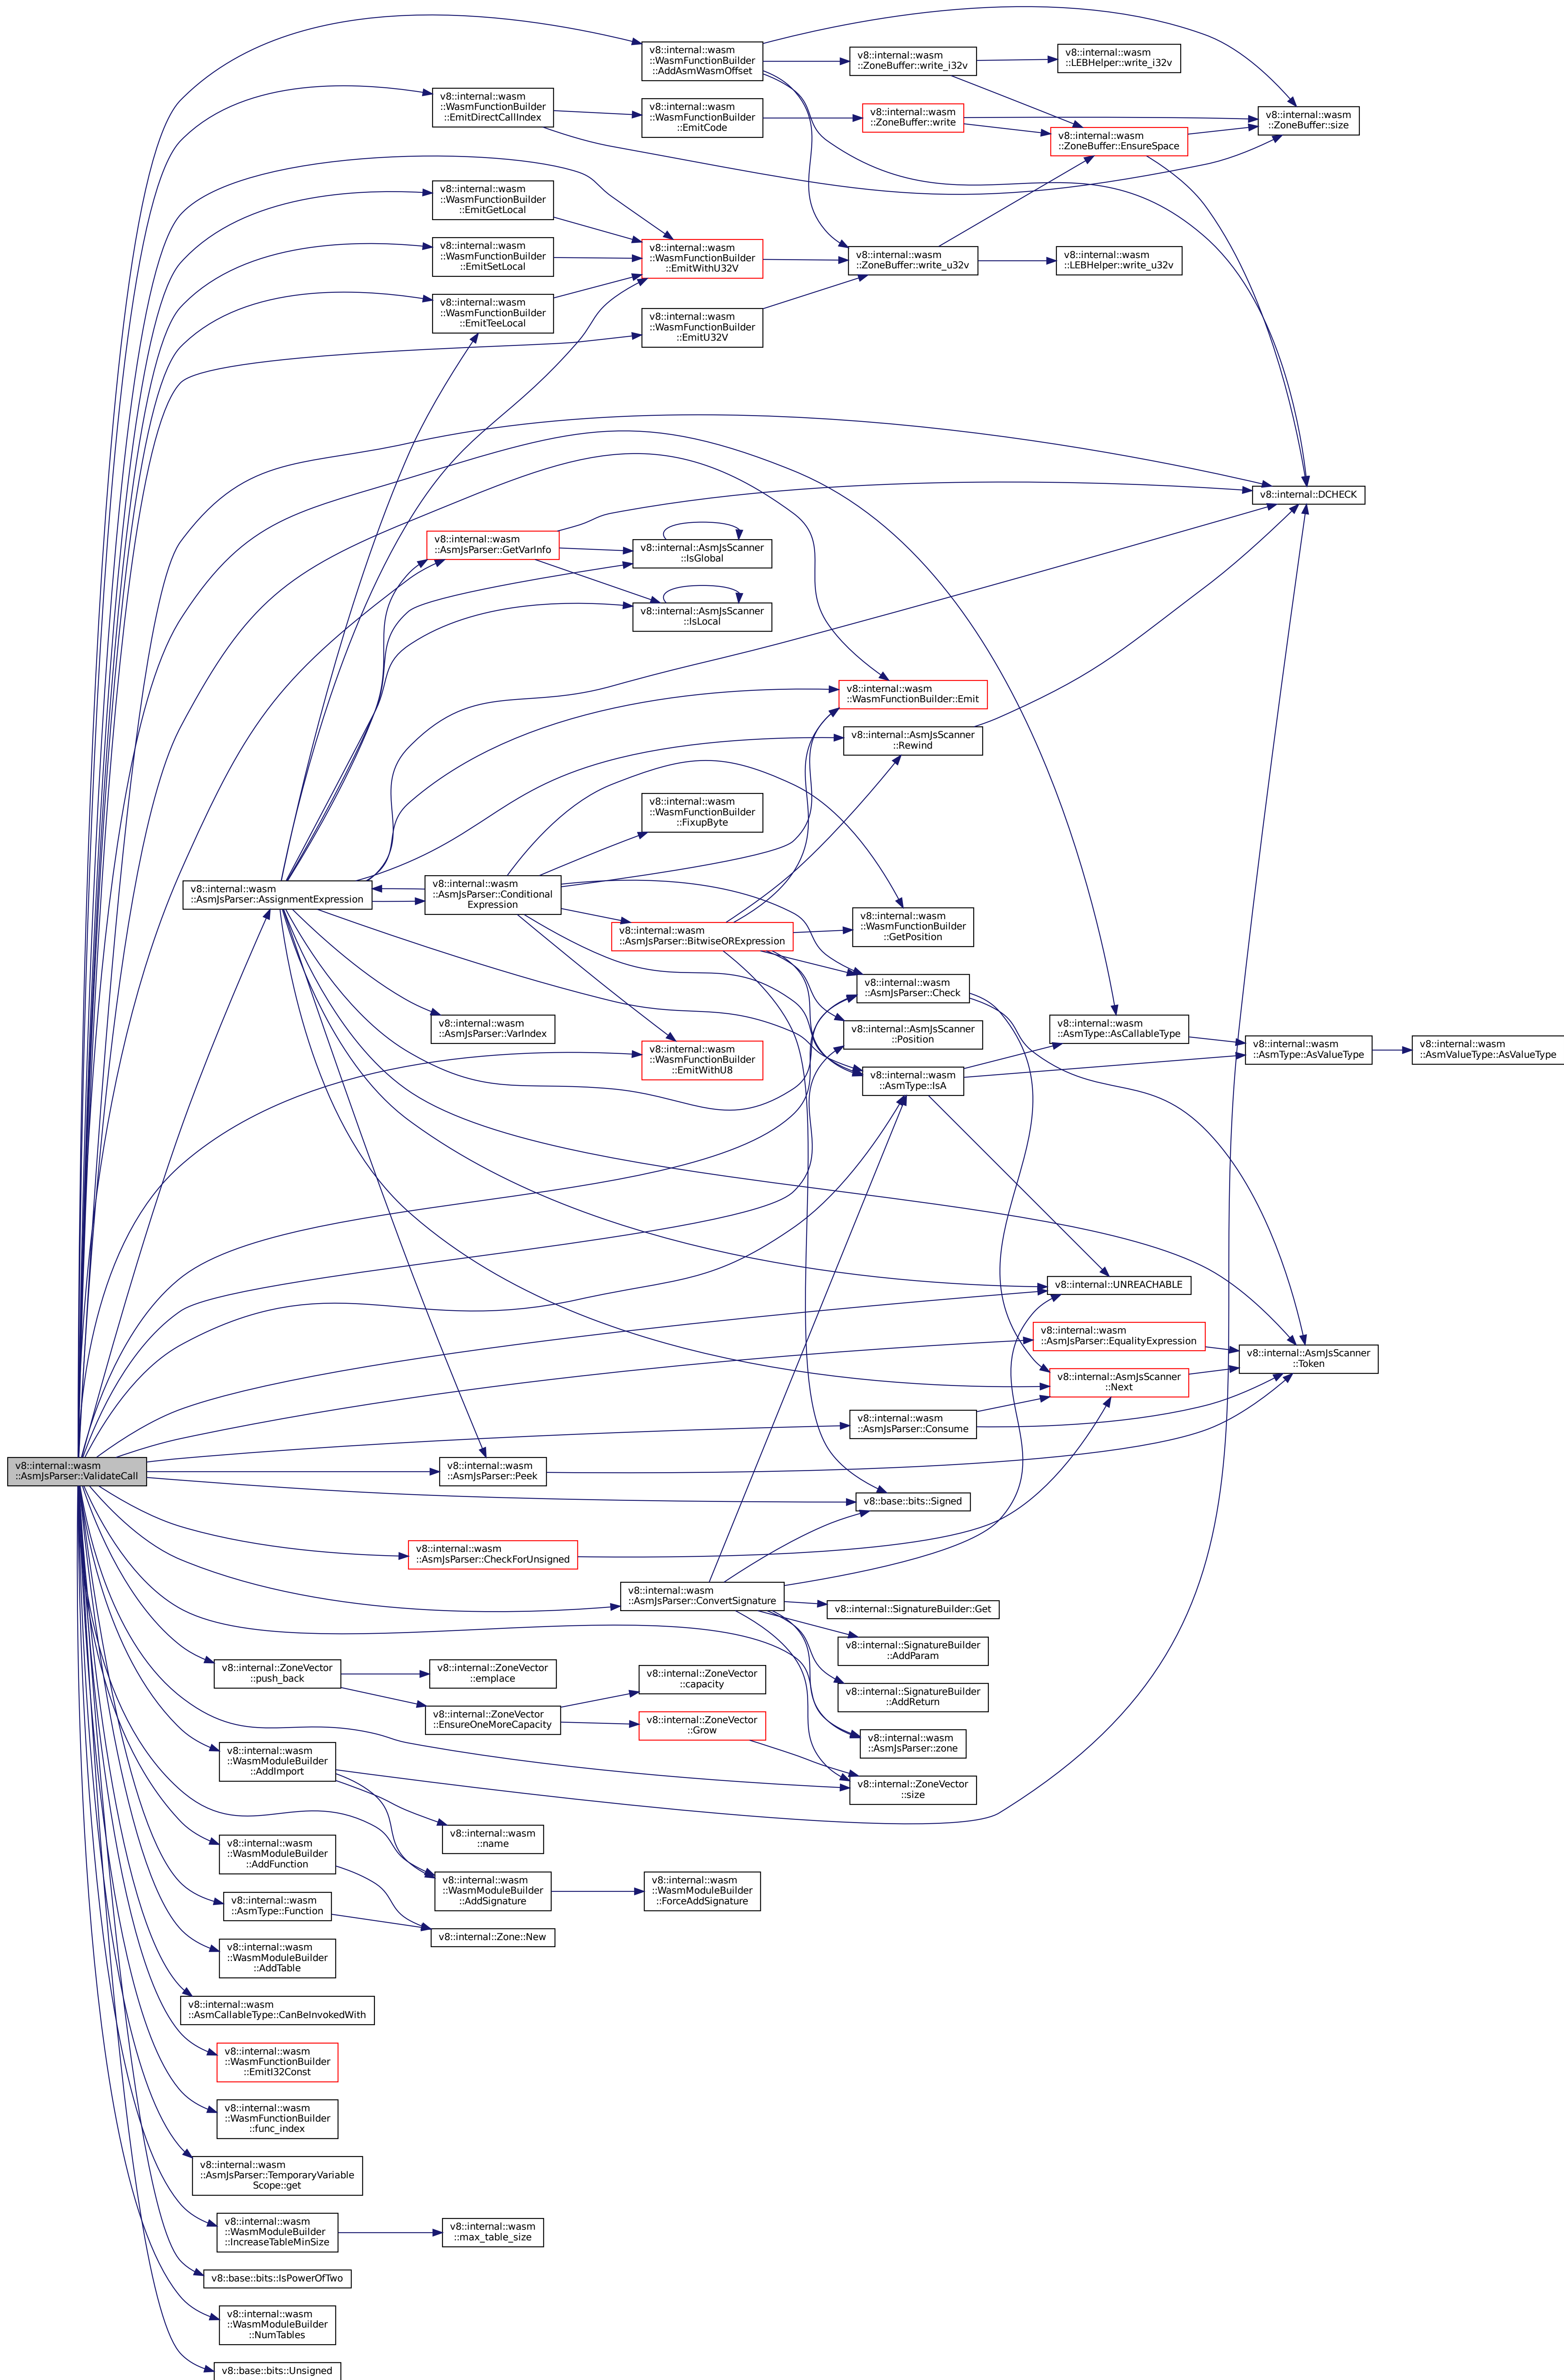 v8::internal::wasm
::WasmFunctionBuilder
::AddAsmWasmOffset
v8::internal::wasm
::ZoneBuffer::write_i32v
v8::internal::wasm
::LEBHelper::write_i32v
v8::internal::wasm
::WasmFunctionBuilder
::EmitDirectCallIndex
v8::internal::wasm
::WasmFunctionBuilder
::EmitCode
v8::internal::wasm
::ZoneBuffer::write
v8::internal::wasm
::ZoneBuffer::size
v8::internal::wasm
::ZoneBuffer::EnsureSpace
v8::internal::wasm
::WasmFunctionBuilder
::EmitGetLocal
v8::internal::wasm
::WasmFunctionBuilder
::EmitSetLocal
v8::internal::wasm
::WasmFunctionBuilder
::EmitWithU32V
v8::internal::wasm
::ZoneBuffer::write_u32v
v8::internal::wasm
::LEBHelper::write_u32v
v8::internal::wasm
::WasmFunctionBuilder
::EmitTeeLocal
v8::internal::wasm
::WasmFunctionBuilder
::EmitU32V
v8::internal::DCHECK
v8::internal::wasm
::AsmJsParser::GetVarInfo
v8::internal::AsmJsScanner
::IsGlobal
v8::internal::AsmJsScanner
::IsLocal
v8::internal::wasm
::WasmFunctionBuilder::Emit
v8::internal::AsmJsScanner
::Rewind
v8::internal::wasm
::WasmFunctionBuilder
::FixupByte
v8::internal::wasm
::AsmJsParser::AssignmentExpression
v8::internal::wasm
::AsmJsParser::Conditional
Expression
v8::internal::wasm
::AsmJsParser::BitwiseORExpression
v8::internal::wasm
::WasmFunctionBuilder
::GetPosition
v8::internal::wasm
::AsmJsParser::Check
v8::internal::wasm
::AsmJsParser::VarIndex
v8::internal::AsmJsScanner
::Position
v8::internal::wasm
::AsmType::AsCallableType
v8::internal::wasm
::AsmType::AsValueType
v8::internal::wasm
::AsmValueType::AsValueType
v8::internal::wasm
::WasmFunctionBuilder
::EmitWithU8
v8::internal::wasm
::AsmType::IsA
v8::internal::UNREACHABLE
v8::internal::wasm
::AsmJsParser::EqualityExpression
v8::internal::AsmJsScanner
::Token
v8::internal::AsmJsScanner
::Next
v8::internal::wasm
::AsmJsParser::Consume
v8::internal::wasm
::AsmJsParser::ValidateCall
v8::internal::wasm
::AsmJsParser::Peek
v8::base::bits::Signed
v8::internal::wasm
::AsmJsParser::CheckForUnsigned
v8::internal::wasm
::AsmJsParser::ConvertSignature
v8::internal::SignatureBuilder::Get
v8::internal::SignatureBuilder
::AddParam
v8::internal::ZoneVector
::push_back
v8::internal::ZoneVector
::emplace
v8::internal::ZoneVector
::capacity
v8::internal::SignatureBuilder
::AddReturn
v8::internal::ZoneVector
::EnsureOneMoreCapacity
v8::internal::ZoneVector
::Grow
v8::internal::wasm
::AsmJsParser::zone
v8::internal::wasm
::WasmModuleBuilder
::AddImport
v8::internal::ZoneVector
::size
v8::internal::wasm
::name
v8::internal::wasm
::WasmModuleBuilder
::AddFunction
v8::internal::wasm
::WasmModuleBuilder
::AddSignature
v8::internal::wasm
::WasmModuleBuilder
::ForceAddSignature
v8::internal::wasm
::AsmType::Function
v8::internal::Zone::New
v8::internal::wasm
::WasmModuleBuilder
::AddTable
v8::internal::wasm
::AsmCallableType::CanBeInvokedWith
v8::internal::wasm
::WasmFunctionBuilder
::EmitI32Const
v8::internal::wasm
::WasmFunctionBuilder
::func_index
v8::internal::wasm
::AsmJsParser::TemporaryVariable
Scope::get
v8::internal::wasm
::WasmModuleBuilder
::IncreaseTableMinSize
v8::internal::wasm
::max_table_size
v8::base::bits::IsPowerOfTwo
v8::internal::wasm
::WasmModuleBuilder
::NumTables
v8::base::bits::Unsigned